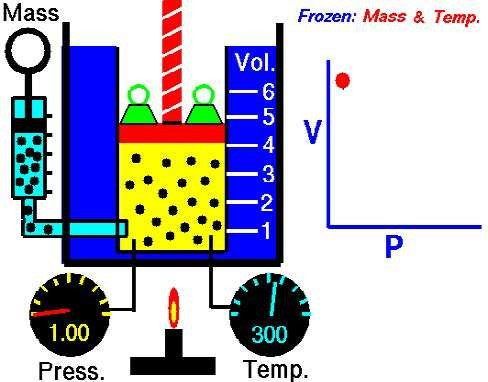 Mass
Frozen: Mass & Temp.
Vol.
6
5
4
3
2
1
V
P
1.00
300
Press.
Temp.